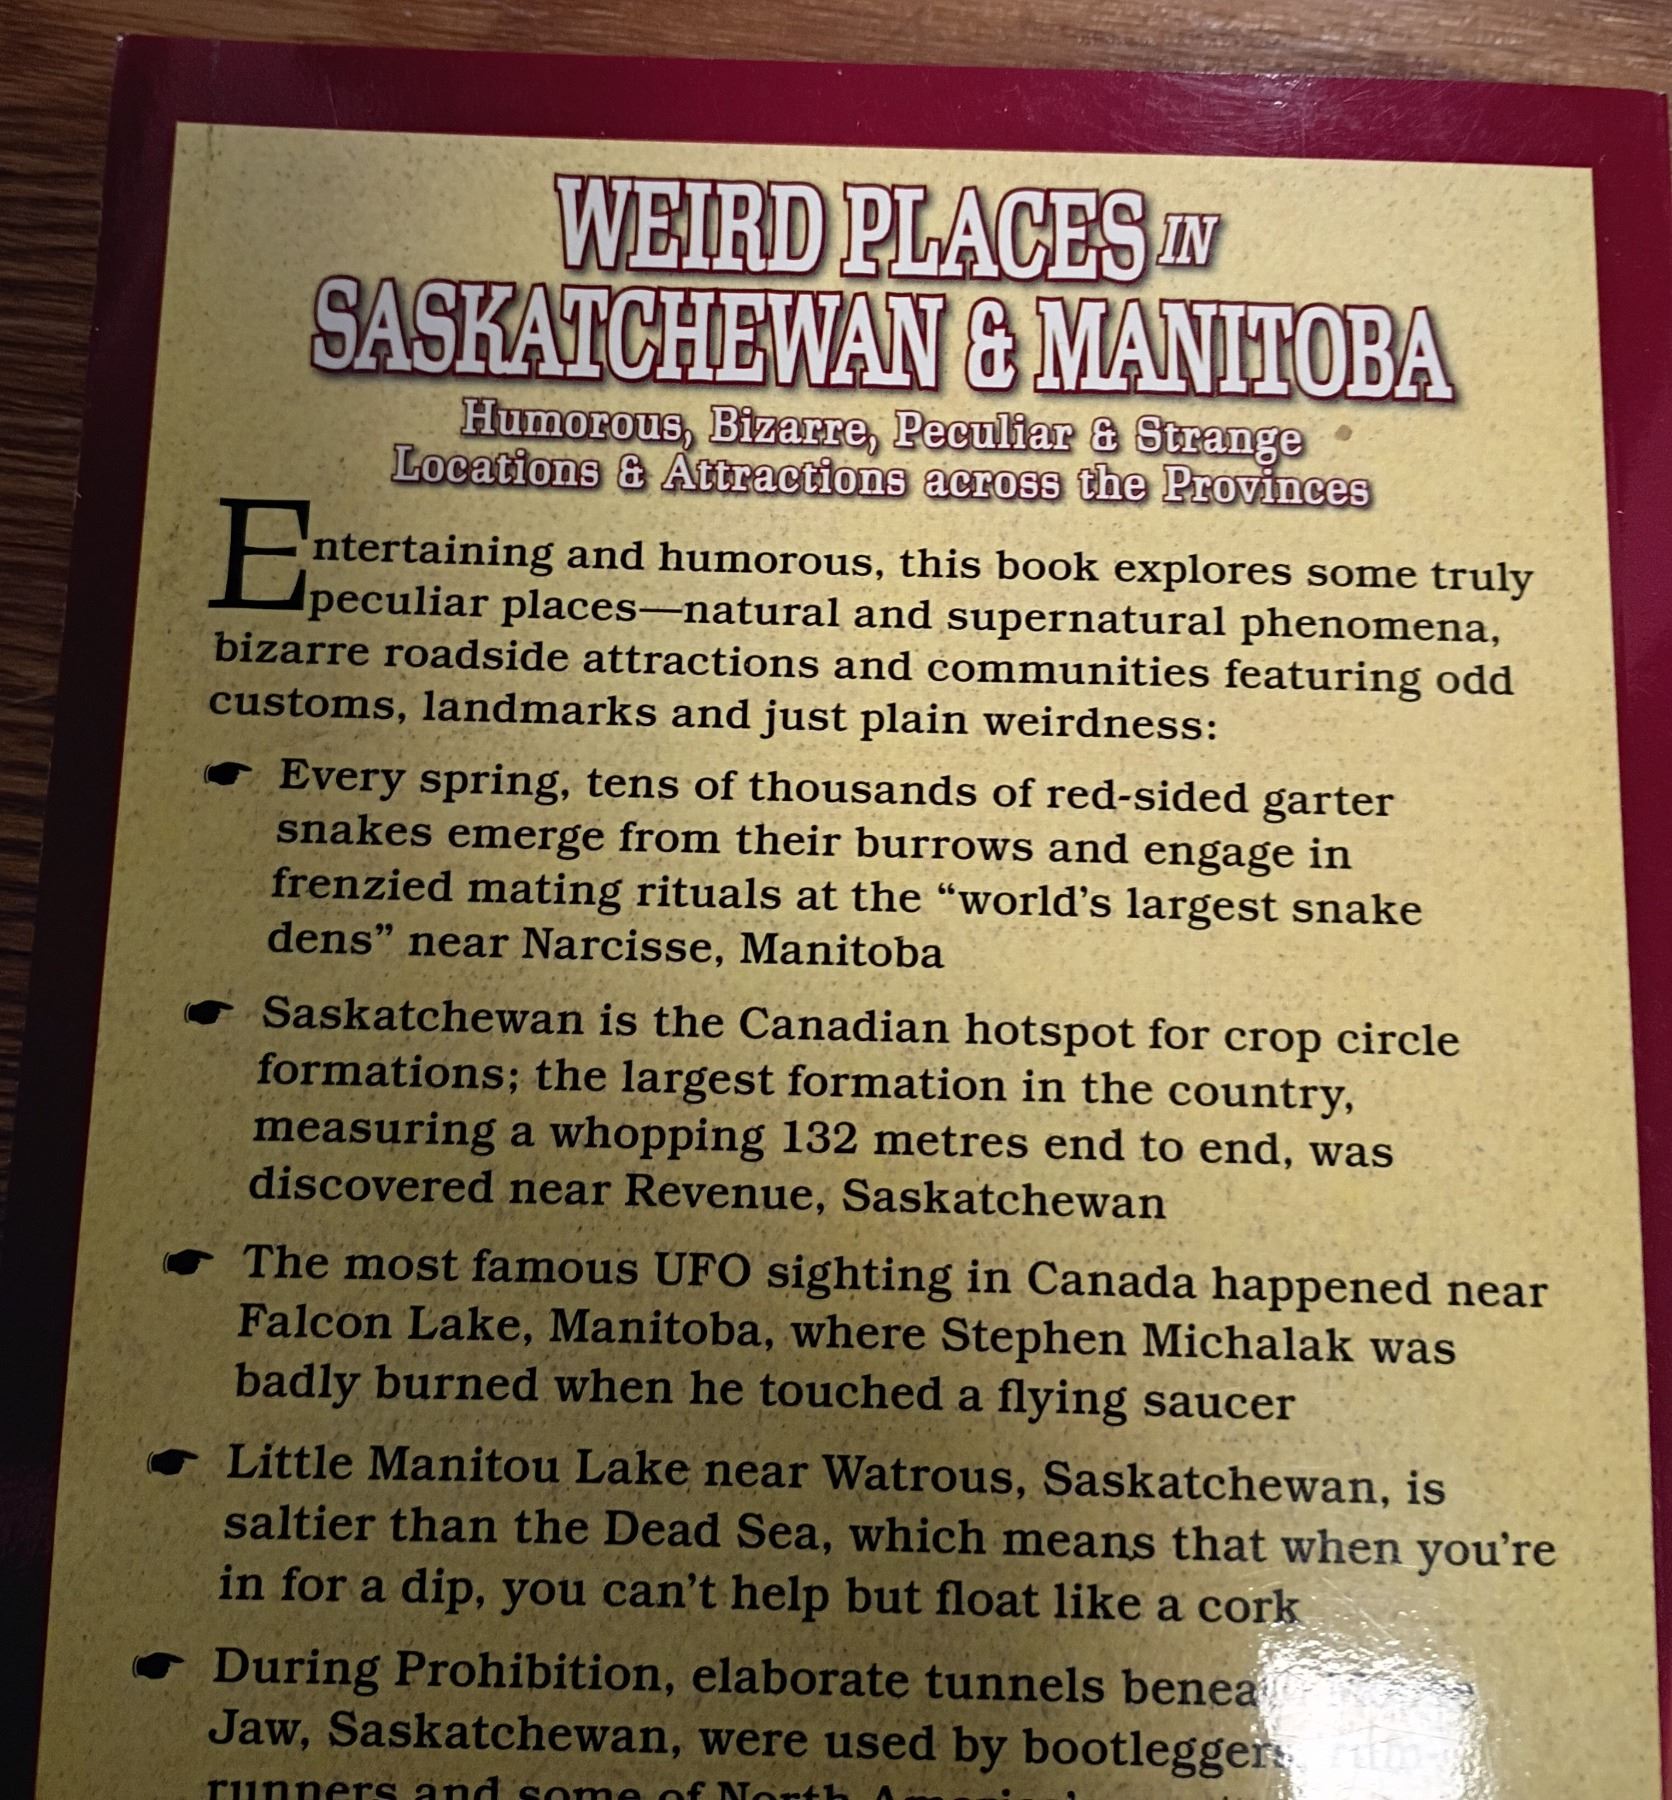 WEIRD PLACES IN
SASKATCHEWAN & MANITOBA
Humorous, Bizarre, Peculiar & Strange
Locations & Attractions across the Provinces
Entertaining and humorous, this book explores some truly
peculiar places—natural and supernatural phenomena,
bizarre roadside attractions and communities featuring odd
customs, landmarks and just plain weirdness:
Every spring, tens of thousands of red-sided garter
snakes emerge from their burrows and engage in
frenzied mating rituals at the “world's largest snake
dens” near Narcisse, Manitoba
Saskatchewan is the Canadian hotspot for crop circle
formations; the largest formation in the country,
measuring a whopping 132 metres end to end, was
discovered near Revenue, Saskatchewan
The most famous UFO sighting in Canada happened near
Falcon Lake, Manitoba, where Stephen Michalak was
badly burned when he touched a flying saucer
Little Manitou Lake near Watrous, Saskatchewan, is
saltier than the Dead Sea, which means that when you're
in for a dip, you can't help but float like a cork
During Prohibition, elaborate tunnels
Jaw, Saskatchewan, were used by
runners and some of North